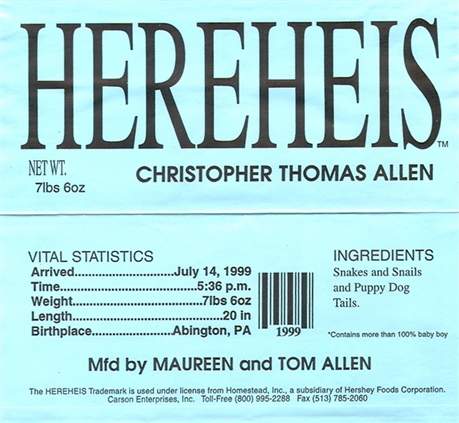 HEREHEIS™
NET WT.
7lbs 6oz
CHRISTOPHER THOMAS ALLEN
VITAL STATISTICS
Arrived............................July 14, 1999
Time......................................5:36 p.m.
Weight....................................7lbs 6oz
Length........................................20 in
Birthplace.......................Abington, PA
1999
INGREDIENTS
Snakes and Snails
and Puppy Dog
Tails.
*Contains more than 100% baby boy
Mfd by MAUREEN and TOM ALLEN
The HEREHEIS Trademark is used under license from Homestead, Inc., a subsidiary of Hershey Foods Corporation.
Carson Enterprises, Inc. Toll-Free (800) 995-2288 Fax (513) 785-2060